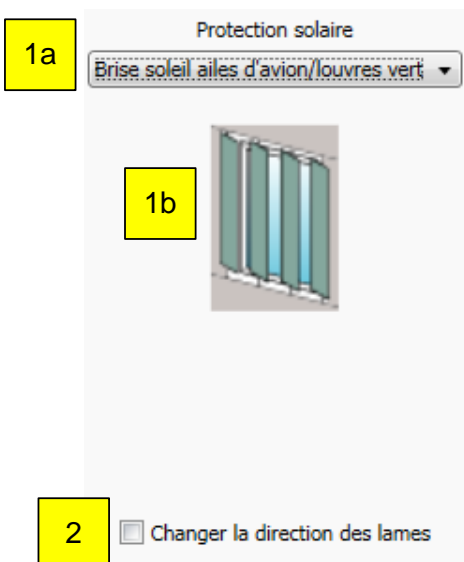 Protection solaire
1a
Brise soleil ailes d'avion/louvres vert
1b
2
Changer la direction des lames